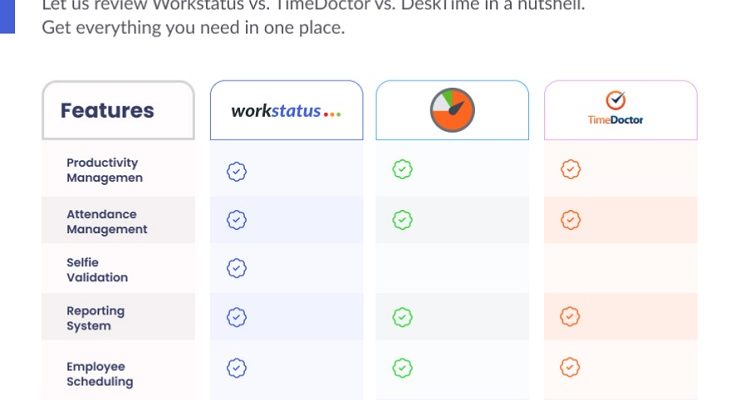 Let us review Workstatus vs. TimeDoctor vs. DeskTime in a nutshell.
Get everything you need in one place.
Features
workstatus
TimeDoctor
Productivity
Managemen
Attendance
Management
Selfie
Validation
Reporting
System
Employee
Scheduling